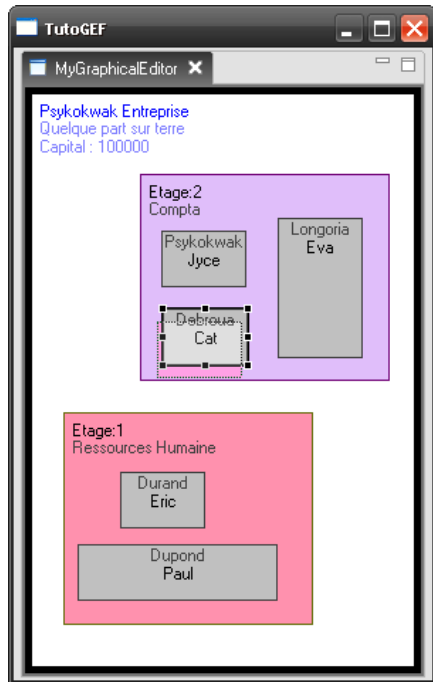 TutoGEF
MyGraphicalEditor
Psykokwak Entreprise
Quelque part sur terre
Capital : 100000
Etage:2
Compta
Psykokwak
Jyce
Longoria
Eva
Debroua
Cat
Etage:1
Ressources Humaine
Durand
Eric
Dupond
Paul